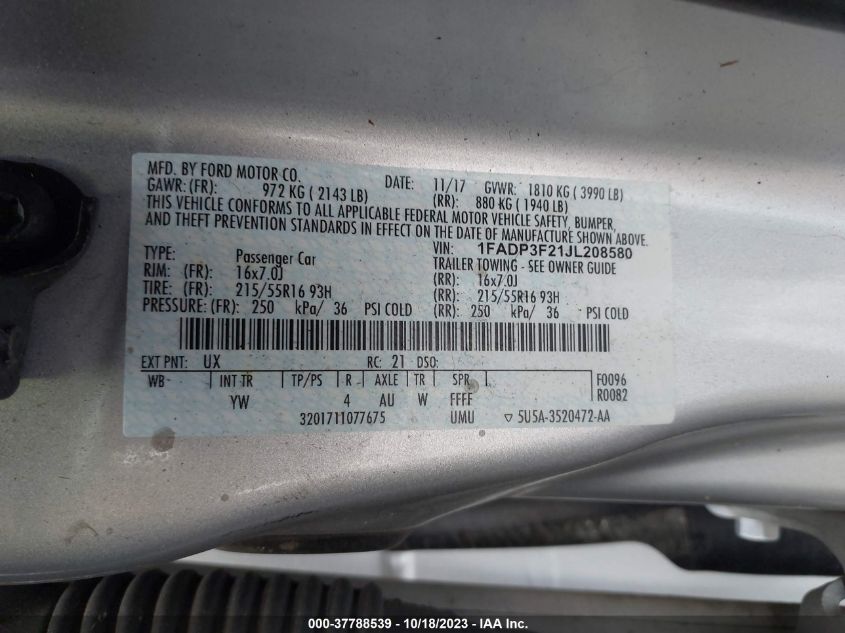 MFD. BY FORD MOTOR CO. DATE: 11/17 GVWR: 1810 KG ( 3990 LB)
GAWR: (FR): 972 KG ( 2143 LB) (RR): 880 KG ( 1940 LB)
THIS VEHICLE CONFORMS TO ALL APPLICABLE FEDERAL MOTOR VEHICLE SAFETY, BUMPER,
AND THEFT PREVENTION STANDARDS IN EFFECT ON THE DATE OF MANUFACTURE SHOWN ABOVE.
VIN: 1FADP3F21JL208580
TYPE: Passenger Car TRAILER TOWING - SEE OWNER GUIDE
RIM: (FR): 16x7.0J (RR): 16x7.0J
TIRE: (FR): 215/55R16 93H (RR): 215/55R16 93H
PRESSURE: (FR): 250 kPa/ 36 PSI COLD (RR): 250 kPa/ 36 PSI COLD
EXT PNT: UX RC: 21 DSO:
WB INT TR TP/PS R AXLE TR SPR F0096
YW 4 AU W FFFF R0082
3201711077675 UMU ▽ 5U5A-3520472-AA
000-37788539 - 10/18/2023 - IAA Inc.